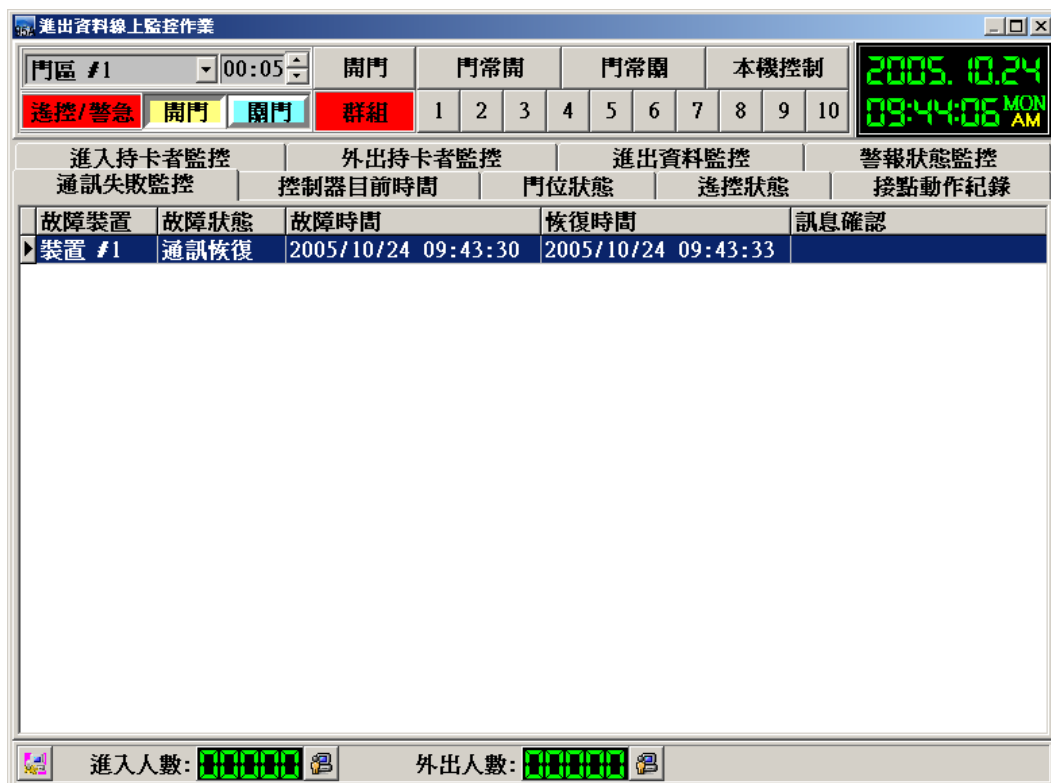 進出資料線上監控作業
門區 #1 00:05 開門 門常開 門常關 本機控制 2005. 10.24
遙控/警急 開門 關門 群組 1 2 3 4 5 6 7 8 9 10 09:44:06 MON AM
進入持卡者監控 外出持卡者監控 進出資料監控 警報狀態監控
通訊失敗監控 控制器目前時間 門位狀態 遙控狀態 接點動作紀錄
故障裝置 故障狀態 故障時間 恢復時間 訊息確認
裝置 #1 通訊恢復 2005/10/24 09:43:30 2005/10/24 09:43:33
進入人數: 外出人數: